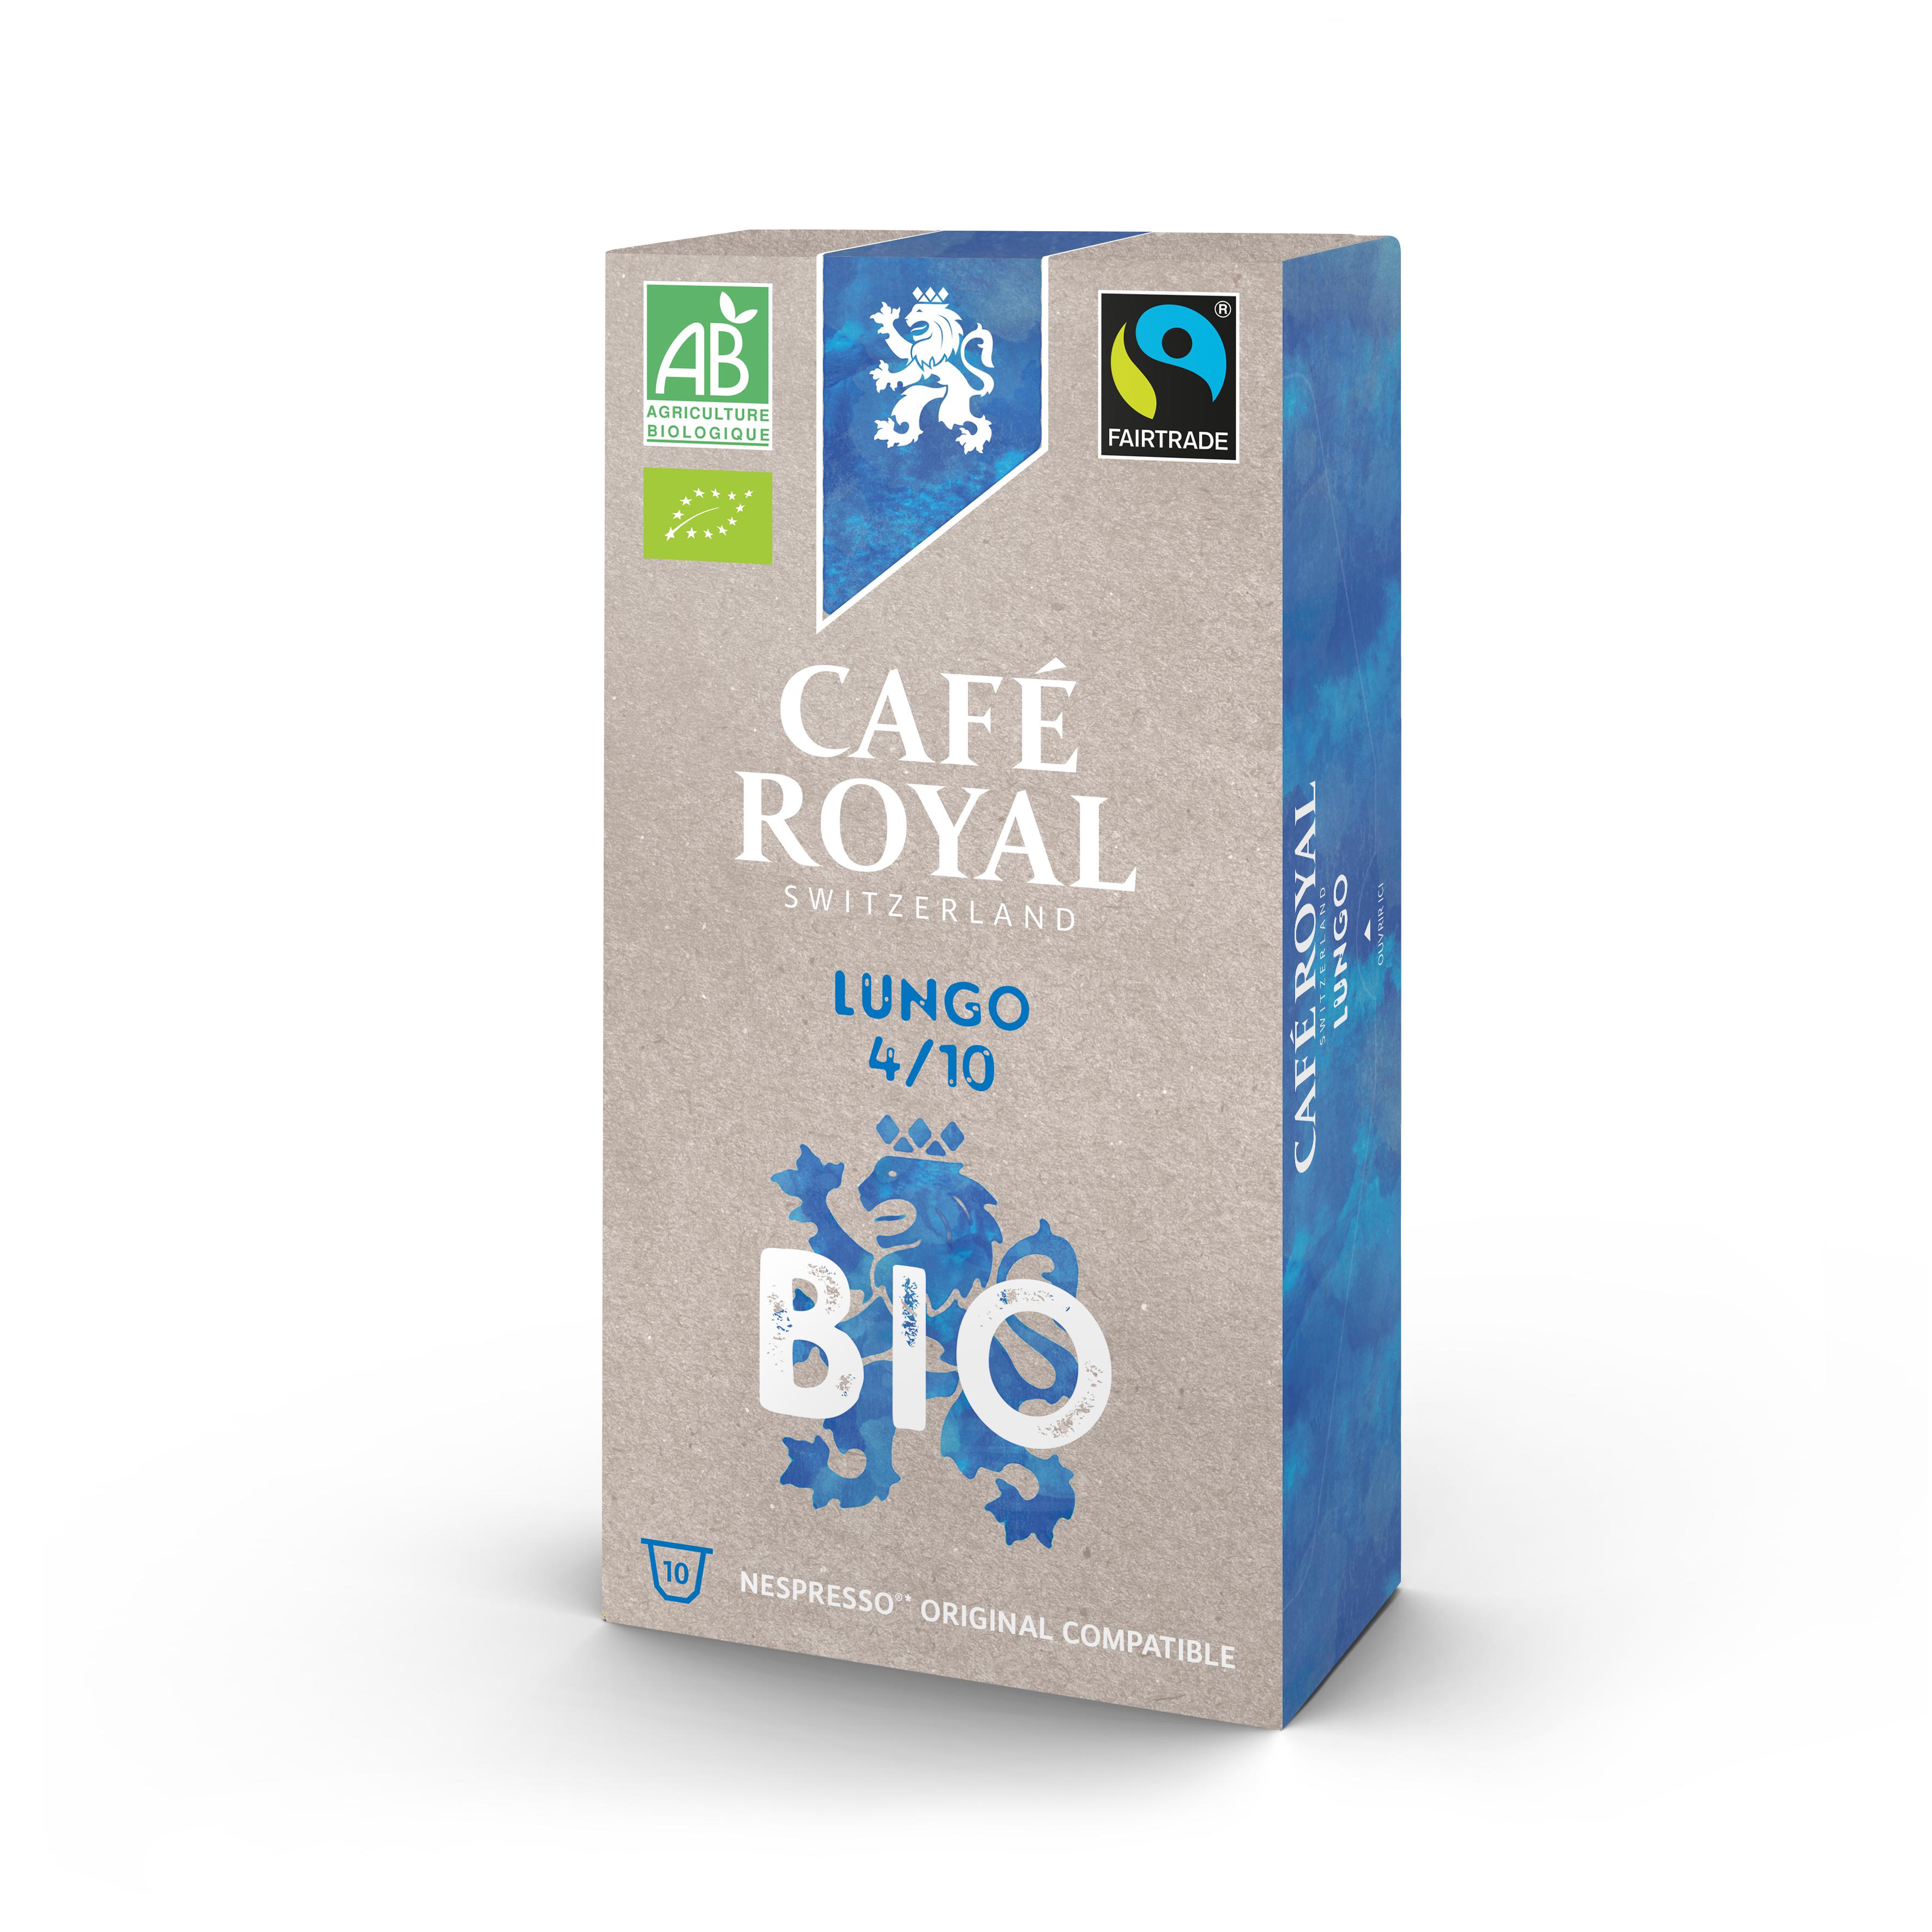 AB
AGRICULTURE
BIOLOGIQUE
®
FAIRTRADE
CAFÉ
ROYAL
SWITZERLAND
LUNGO
4/10
BIO
10
NESPRESSO®* ORIGINAL COMPATIBLE
CAFÉ ROYAL
SWITZERLAND
LUNGO
OUVRIR ICI